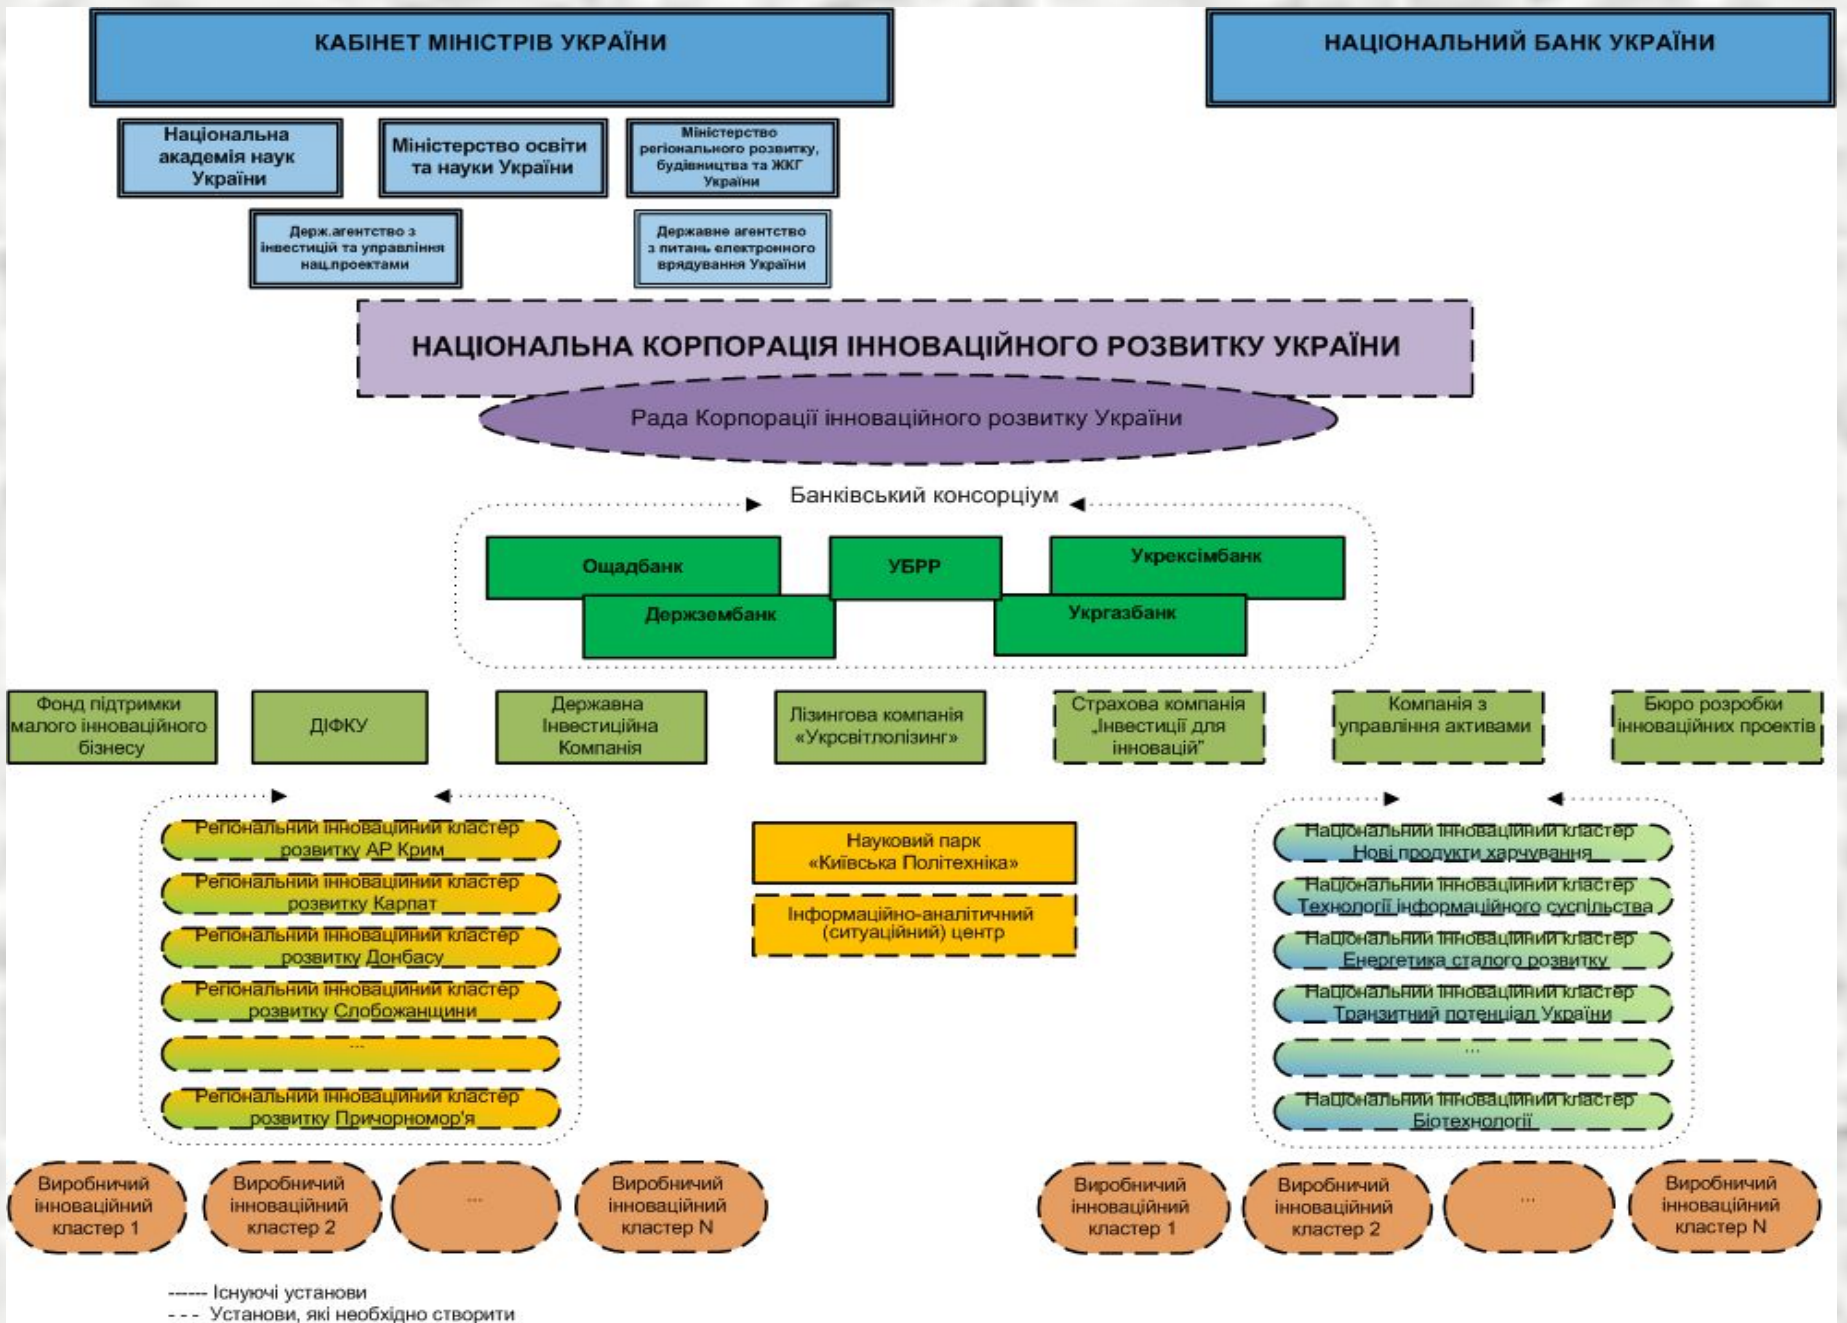 КАБІНЕТ МІНІСТРІВ УКРАЇНИ
НАЦІОНАЛЬНИЙ БАНК УКРАЇНИ
Національна
академія наук
України
Міністерство освіти
та науки України
Міністерство
регіонального розвитку,
будівництва та ЖКГ
України
Держ.агентство з
інвестицій та управління
нац.проектами
Державне агентство
з питань електронного
врядування України
НАЦІОНАЛЬНА КОРПОРАЦІЯ ІННОВАЦІЙНОГО РОЗВИТКУ УКРАЇНИ
Рада Корпорації інноваційного розвитку України
Банківський консорціум
Ощадбанк
УБРР
Укрексімбанк
Держзембанк
Укргазбанк
Фонд підтримки
малого інноваційного
бізнесу
ДІФКУ
Державна
Інвестиційна
Компанія
Лізингова компанія
«Укрсвітлолізинг»
Страхова компанія
„Інвестиції для
інновацій”
Компанія з
управління активами
Бюро розробки
інноваційних проектів
Регіональний інноваційний кластер
розвитку АР Крим
Регіональний інноваційний кластер
розвитку Карпат
Регіональний інноваційний кластер
розвитку Донбасу
Регіональний інноваційний кластер
розвитку Слобожанщини
...
Регіональний інноваційний кластер
розвитку Причорномор'я
Науковий парк
«Київська Політехніка»
Інформаційно-аналітичний
(ситуаційний) центр
Національний інноваційний кластер
Нові продукти харчування
Національний інноваційний кластер
Технології інформаційного суспільства
Національний інноваційний кластер
Енергетика сталого розвитку
Національний інноваційний кластер
Транзитний потенціал України
...
Національний інноваційний кластер
Біотехнології
Виробничий
інноваційний
кластер 1
Виробничий
інноваційний
кластер 2
...
Виробничий
інноваційний
кластер N
Виробничий
інноваційний
кластер 1
Виробничий
інноваційний
кластер 2
...
Виробничий
інноваційний
кластер N
------ Існуючі установи
- - - Установи, які необхідно створити